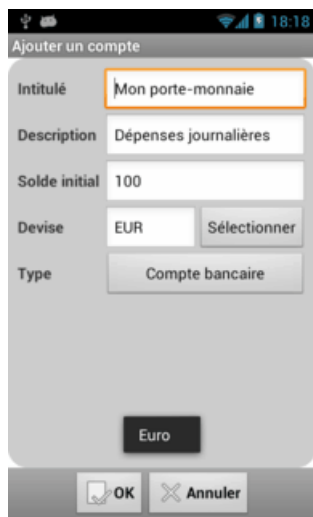 18:18
Ajouter un compte
Intitulé Mon porte-monnaie
Description Dépenses journalières
Solde initial 100
Devise EUR Sélectionner
Type Compte bancaire
Euro
OK Annuler